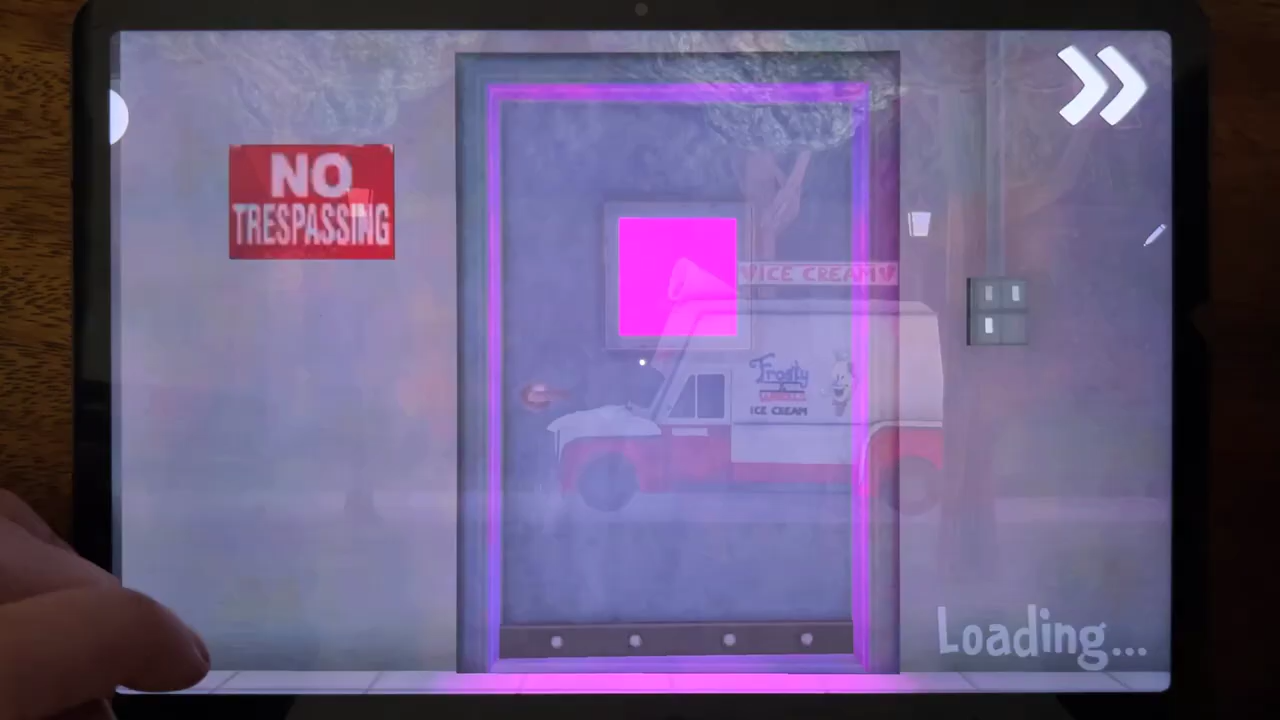 NO
TRESPASSING
ICE CREAM
Frosty
ICE CREAM
Loading...